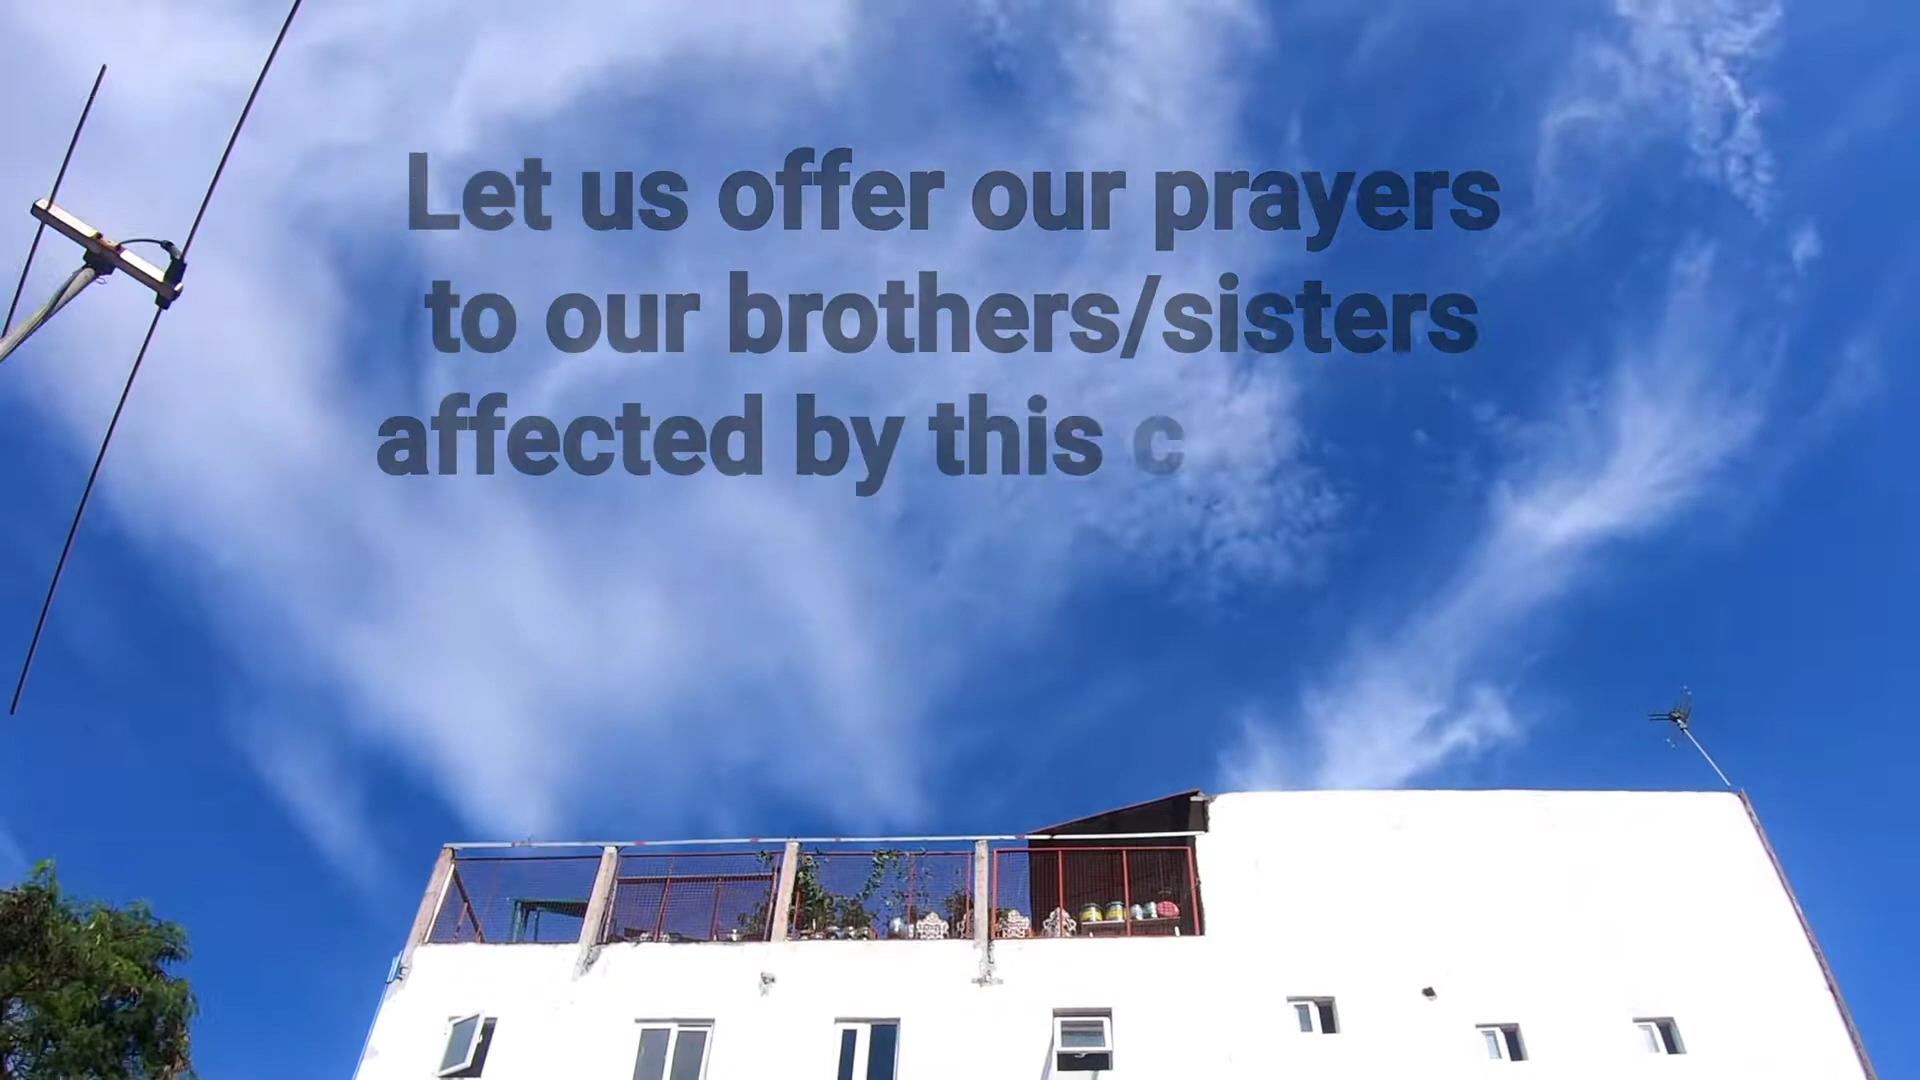 Let us offer our prayers
to our brothers/sisters
affected by this c